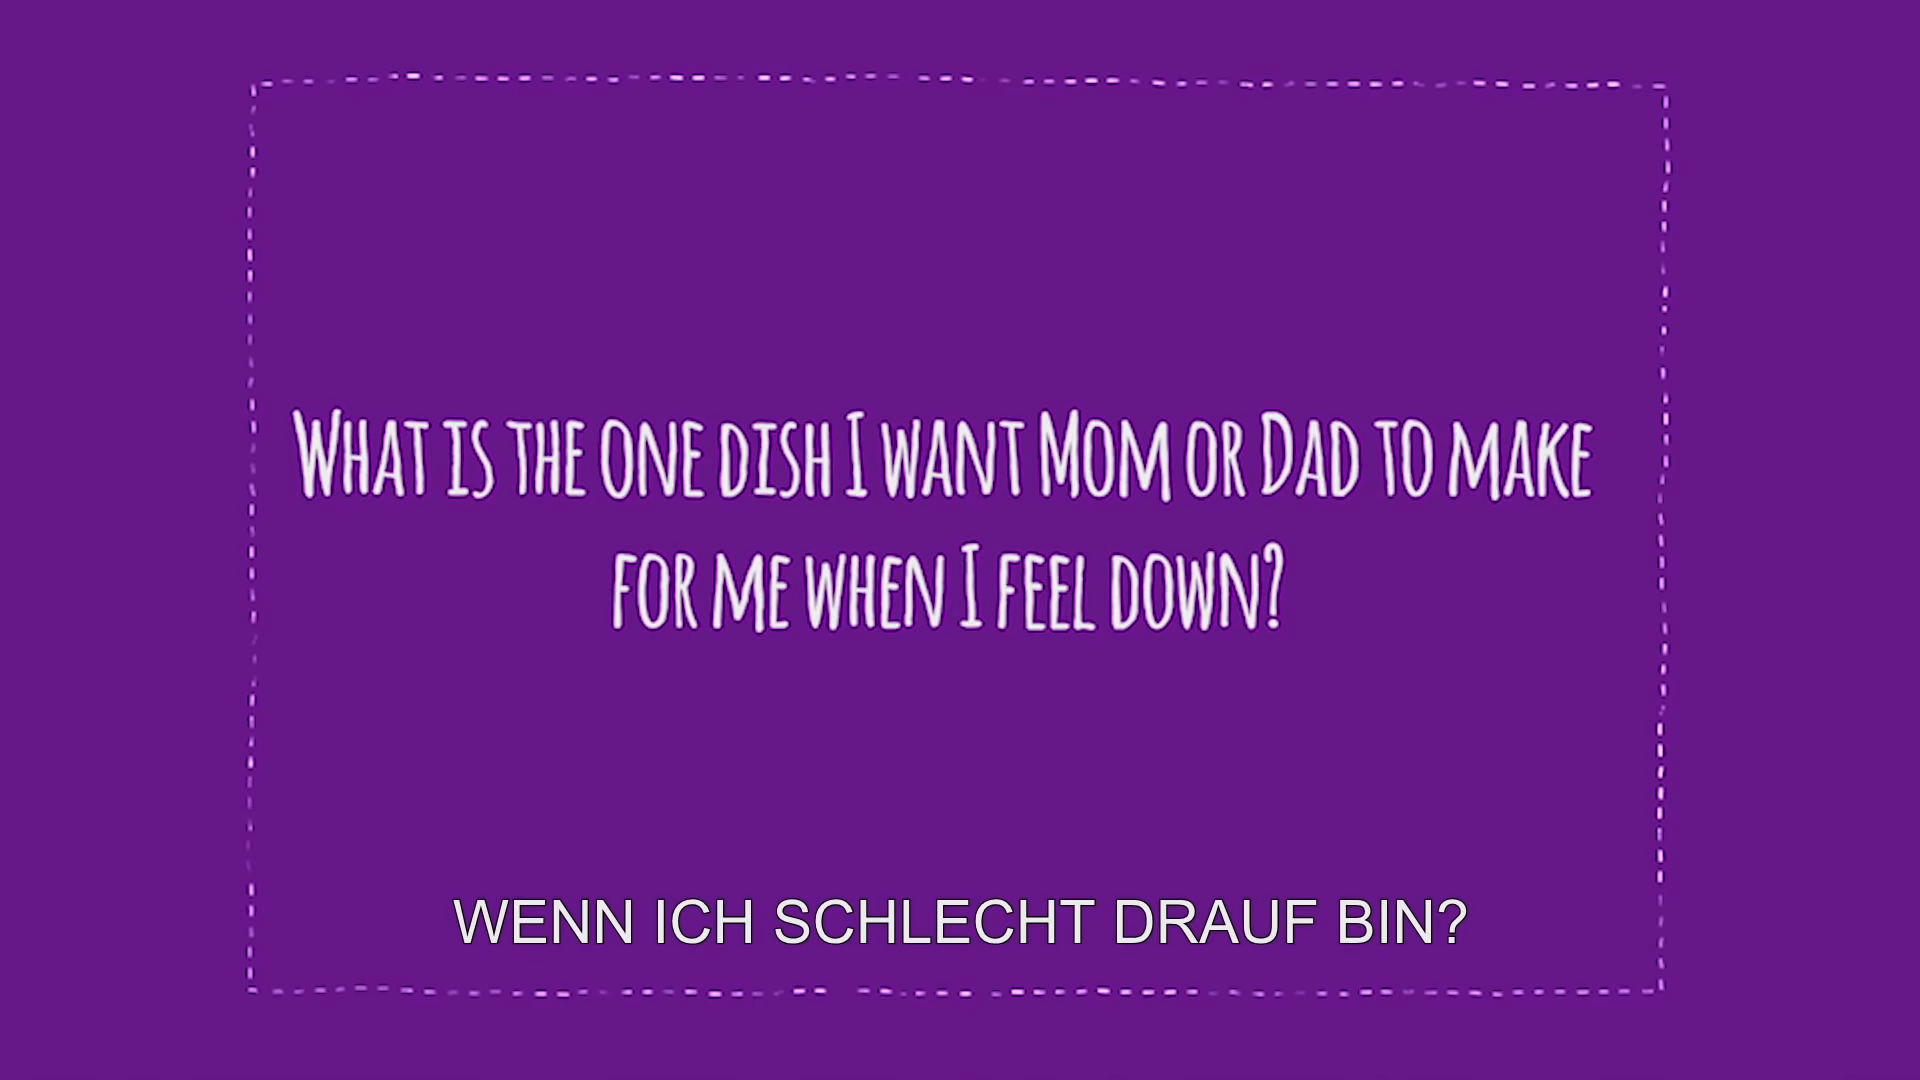 What is the one dish I want Mom or Dad to make
for me when I feel down?
WENN ICH SCHLECHT DRAUF BIN?